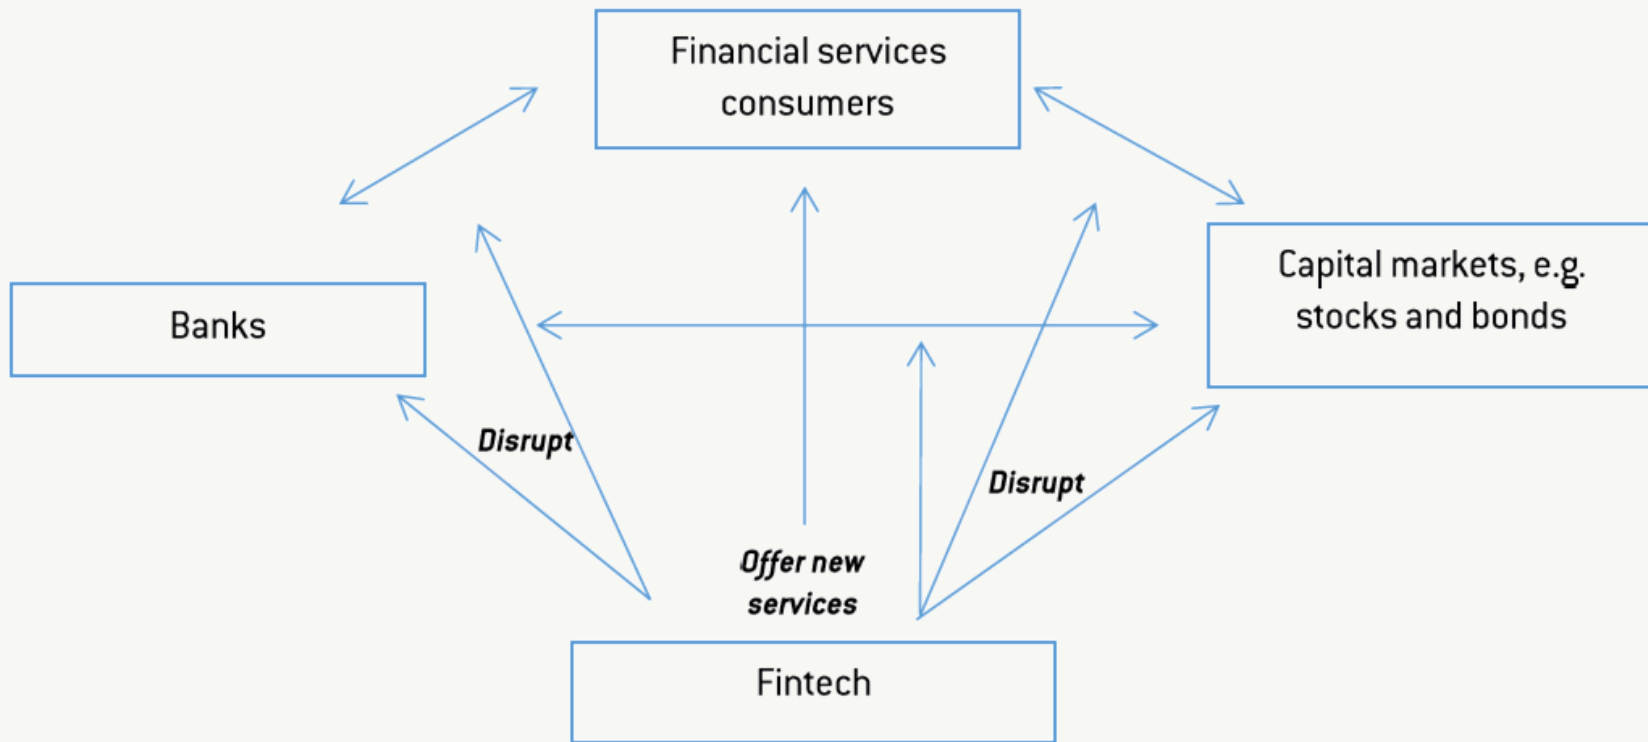 Financial services
consumers
Capital markets, e.g.
stocks and bonds
Banks
Disrupt
Disrupt
Offer new
services
Fintech